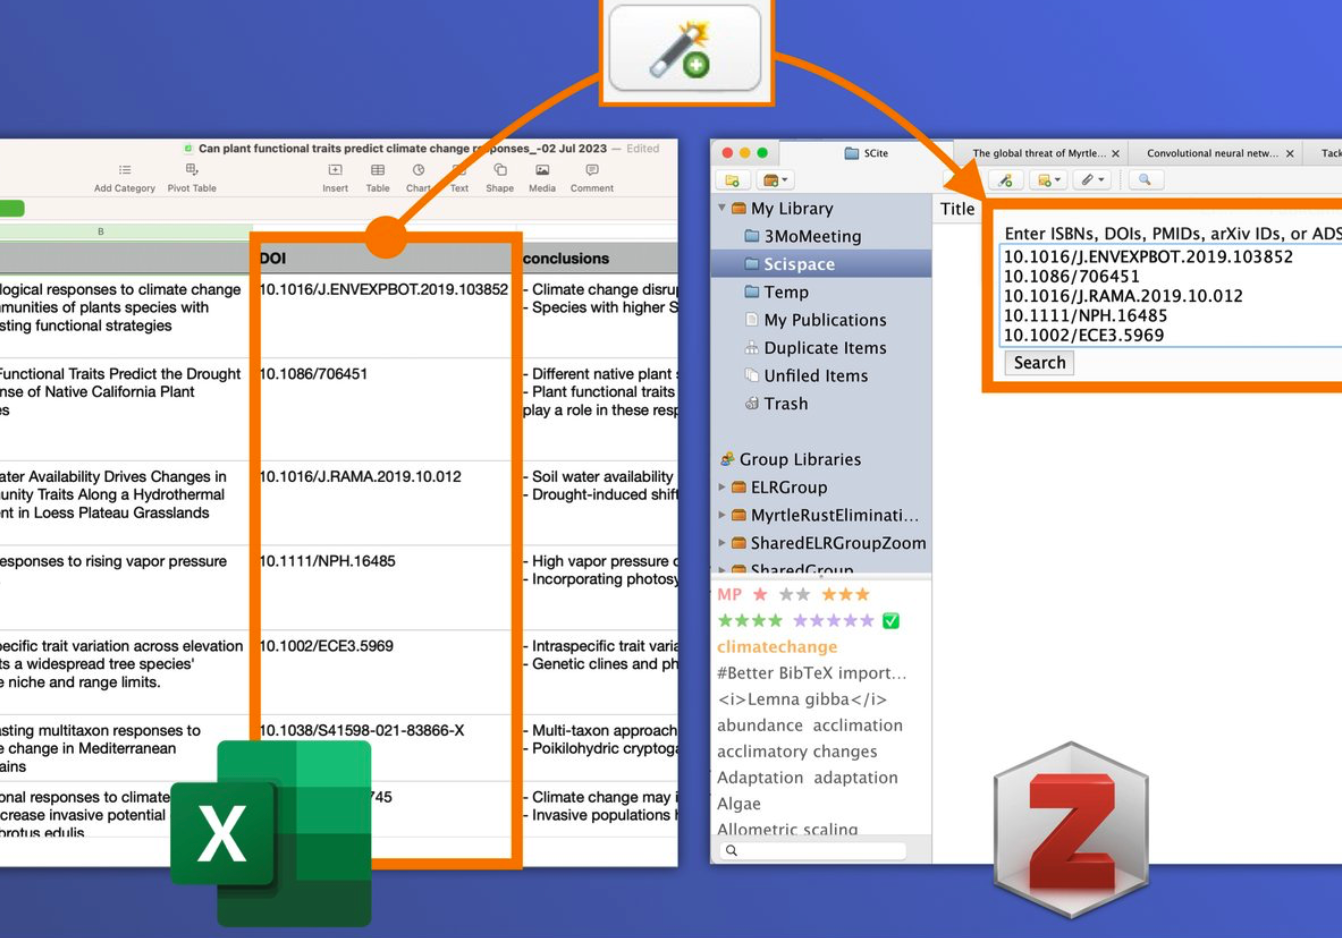 Can plant functional traits predict climate change responses_-02 Jul 2023 — Edited
Add Category Pivot Table Insert Table Chart Text Shape Media Comment
B
DOI conclusions
ological responses to climate change
munities of plants species with
sting functional strategies
10.1016/J.ENVEXPBOT.2019.103852
- Climate change disrup
- Species with higher S
Functional Traits Predict the Drought
nse of Native California Plant
es
10.1086/706451
- Different native plant
- Plant functional traits
play a role in these resp
ater Availability Drives Changes in
unity Traits Along a Hydrothermal
nt in Loess Plateau Grasslands
10.1016/J.RAMA.2019.10.012
- Soil water availability
- Drought-induced shift
esponses to rising vapor pressure
10.1111/NPH.16485
- High vapor pressure
- Incorporating photosy
pecific trait variation across elevation
ts a widespread tree species'
e niche and range limits.
10.1002/ECE3.5969
- Intraspecific trait varia
- Genetic clines and ph
asting multitaxon responses to
e change in Mediterranean
ains
10.1038/S41598-021-83866-X
- Multi-taxon approach
- Poikilohydric cryptoga
onal responses to climate
crease invasive potential
brotus edulis
745
- Climate change may i
- Invasive populations
X
SCite
The global threat of Myrtle...
Convolutional neural netw...
Tack
My Library
3MoMeeting
Scispace
Temp
My Publications
Duplicate Items
Unfiled Items
Trash
Group Libraries
ELRGroup
MyrtleRustEliminati...
SharedELRGroupZoom
SharedGroup
MP
climatechange
#Better BibTeX import...
<i>Lemna gibba</i>
abundance acclimation
acclimatory changes
Adaptation adaptation
Algae
Allometric scaling
Title
Enter ISBNs, DOIs, PMIDs, arXiv IDs, or ADS
10.1016/J.ENVEXPBOT.2019.103852
10.1086/706451
10.1016/J.RAMA.2019.10.012
10.1111/NPH.16485
10.1002/ECE3.5969
Search
Z